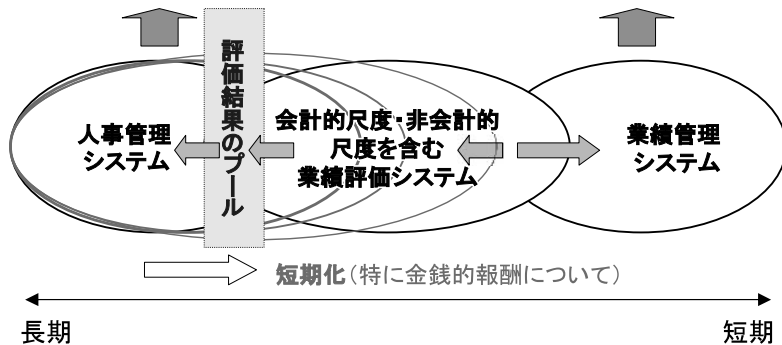 評価結果のプール
人事管理
システム
会計的尺度・非会計的
尺度を含む
業績評価システム
業績管理
システム
短期化(特に金銭的報酬について)
長期
短期